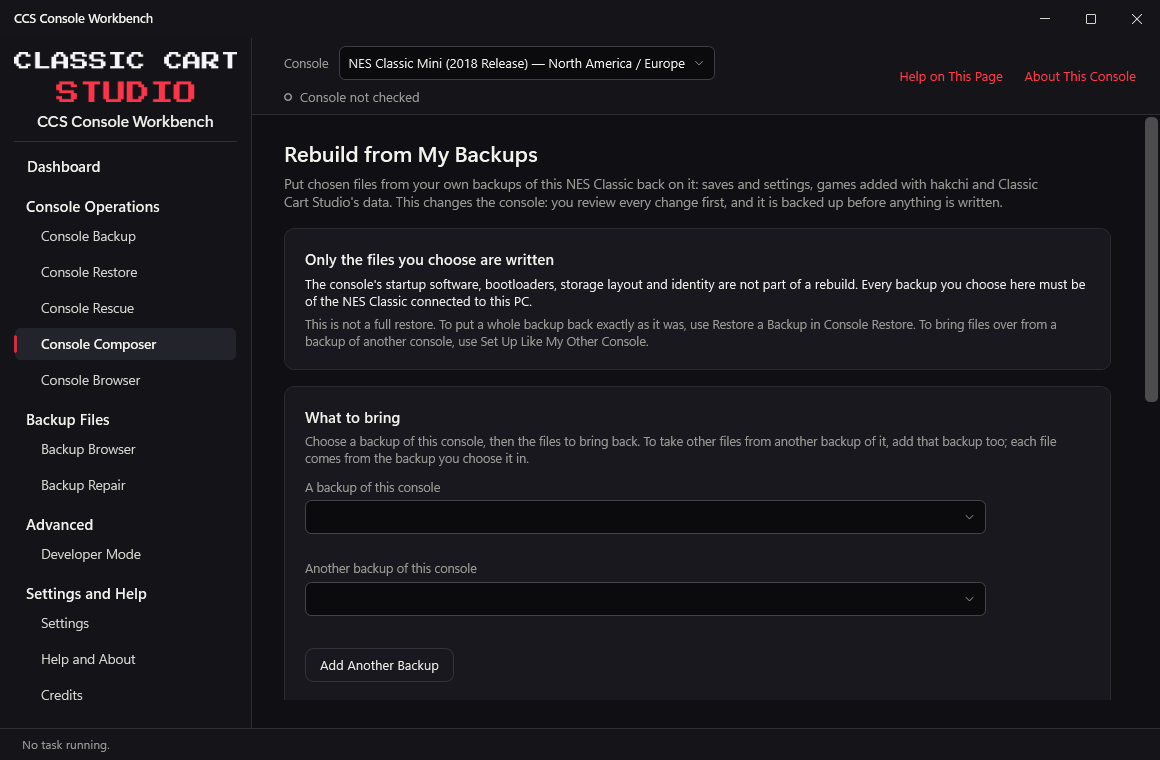 CCS Console Workbench
CLASSIC CART
STUDIO
CCS Console Workbench
Dashboard
Console Operations
Console Backup
Console Restore
Console Rescue
Console Composer
Console Browser
Backup Files
Backup Browser
Backup Repair
Advanced
Developer Mode
Settings and Help
Settings
Help and About
Credits
Console
NES Classic Mini (2018 Release) — North America / Europe
Console not checked
Help on This Page
About This Console
Rebuild from My Backups
Put chosen files from your own backups of this NES Classic back on it: saves and settings, games added with hakchi and Classic
Cart Studio's data. This changes the console: you review every change first, and it is backed up before anything is written.
Only the files you choose are written
The console's startup software, bootloaders, storage layout and identity are not part of a rebuild. Every backup you choose here must be
of the NES Classic connected to this PC.
This is not a full restore. To put a whole backup back exactly as it was, use Restore a Backup in Console Restore. To bring files over from a
backup of another console, use Set Up Like My Other Console.
What to bring
Choose a backup of this console, then the files to bring back. To take other files from another backup of it, add that backup too; each file
comes from the backup you choose it in.
A backup of this console
Another backup of this console
Add Another Backup
No task running.